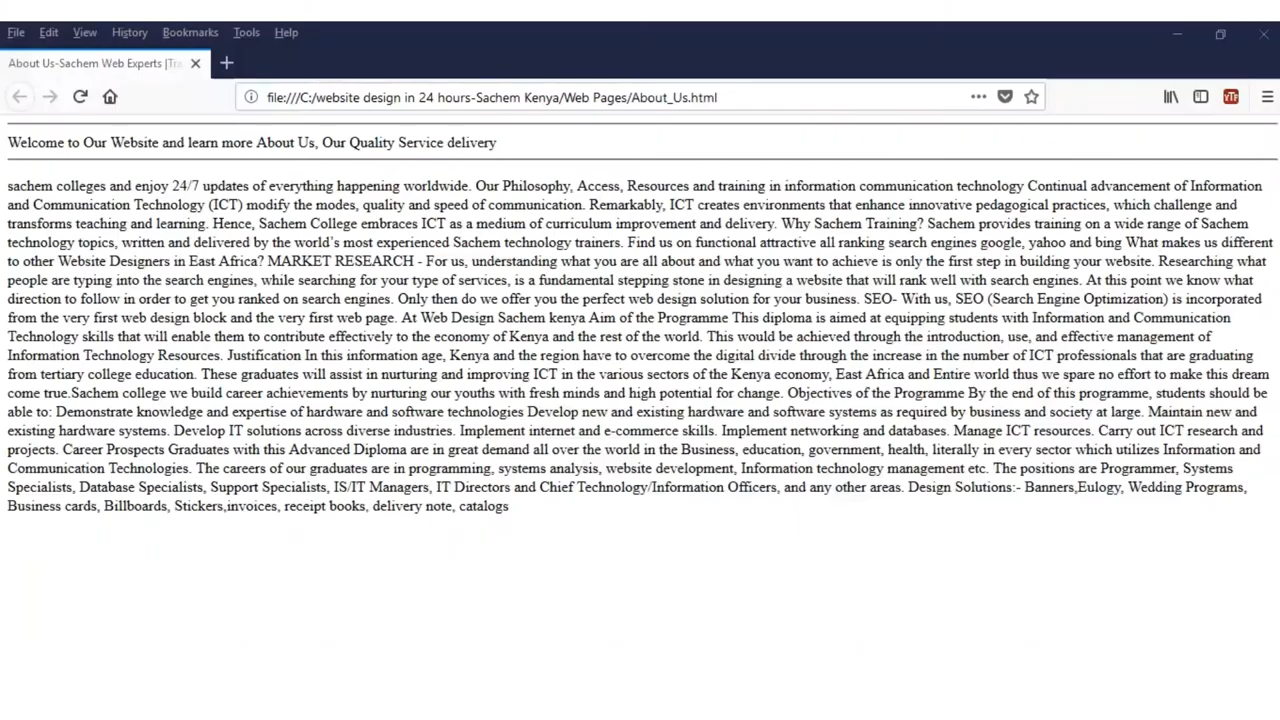 File Edit View History Bookmarks Tools Help
About Us-Sachem Web Experts |Tra
file:///C:/website design in 24 hours-Sachem Kenya/Web Pages/About_Us.html
Welcome to Our Website and learn more About Us, Our Quality Service delivery
sachem colleges and enjoy 24/7 updates of everything happening worldwide. Our Philosophy, Access, Resources and training in information communication technology Continual advancement of Information
and Communication Technology (ICT) modify the modes, quality and speed of communication. Remarkably, ICT creates environments that enhance innovative pedagogical practices, which challenge and
transforms teaching and learning. Hence, Sachem College embraces ICT as a medium of curriculum improvement and delivery. Why Sachem Training? Sachem provides training on a wide range of Sachem
technology topics, written and delivered by the world's most experienced Sachem technology trainers. Find us on functional attractive all ranking search engines google, yahoo and bing What makes us different
to other Website Designers in East Africa? MARKET RESEARCH - For us, understanding what you are all about and what you want to achieve is only the first step in building your website. Researching what
people are typing into the search engines, while searching for your type of services, is a fundamental stepping stone in designing a website that will rank well with search engines. At this point we know what
direction to follow in order to get you ranked on search engines. Only then do we offer you the perfect web design solution for your business. SEO- With us, SEO (Search Engine Optimization) is incorporated
from the very first web design block and the very first web page. At Web Design Sachem kenya Aim of the Programme This diploma is aimed at equipping students with Information and Communication
Technology skills that will enable them to contribute effectively to the economy of Kenya and the rest of the world. This would be achieved through the introduction, use, and effective management of
Information Technology Resources. Justification In this information age, Kenya and the region have to overcome the digital divide through the increase in the number of ICT professionals that are graduating
from tertiary college education. These graduates will assist in nurturing and improving ICT in the various sectors of the Kenya economy, East Africa and Entire world thus we spare no effort to make this dream
come true.Sachem college we build career achievements by nurturing our youths with fresh minds and high potential for change. Objectives of the Programme By the end of this programme, students should be
able to: Demonstrate knowledge and expertise of hardware and software technologies Develop new and existing hardware and software systems as required by business and society at large. Maintain new and
existing hardware systems. Develop IT solutions across diverse industries. Implement internet and e-commerce skills. Implement networking and databases. Manage ICT resources. Carry out ICT research and
projects. Career Prospects Graduates with this Advanced Diploma are in great demand all over the world in the Business, education, government, health, literally in every sector which utilizes Information and
Communication Technologies. The careers of our graduates are in programming, systems analysis, website development, Information technology management etc. The positions are Programmer, Systems
Specialists, Database Specialists, Support Specialists, IS/IT Managers, IT Directors and Chief Technology/Information Officers, and any other areas. Design Solutions:- Banners,Eulogy, Wedding Programs,
Business cards, Billboards, Stickers,invoices, receipt books, delivery note, catalogs